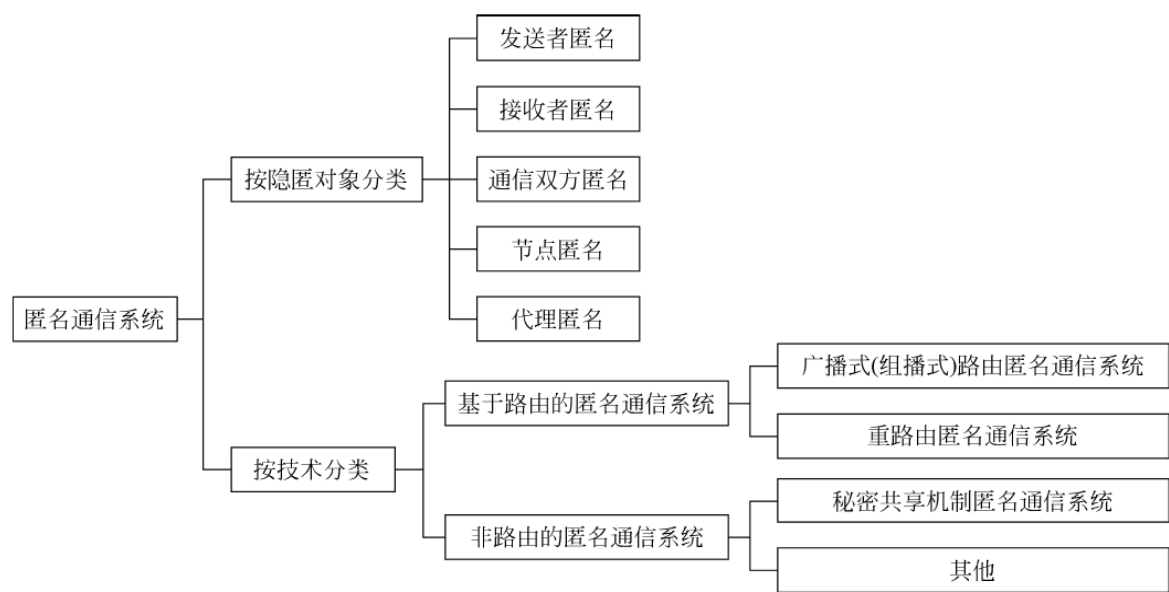 发送者匿名
接收者匿名
按隐匿对象分类
通信双方匿名
节点匿名
匿名通信系统
代理匿名
广播式(组播式)路由匿名通信系统
基于路由的匿名通信系统
重路由匿名通信系统
按技术分类
秘密共享机制匿名通信系统
非路由的匿名通信系统
其他